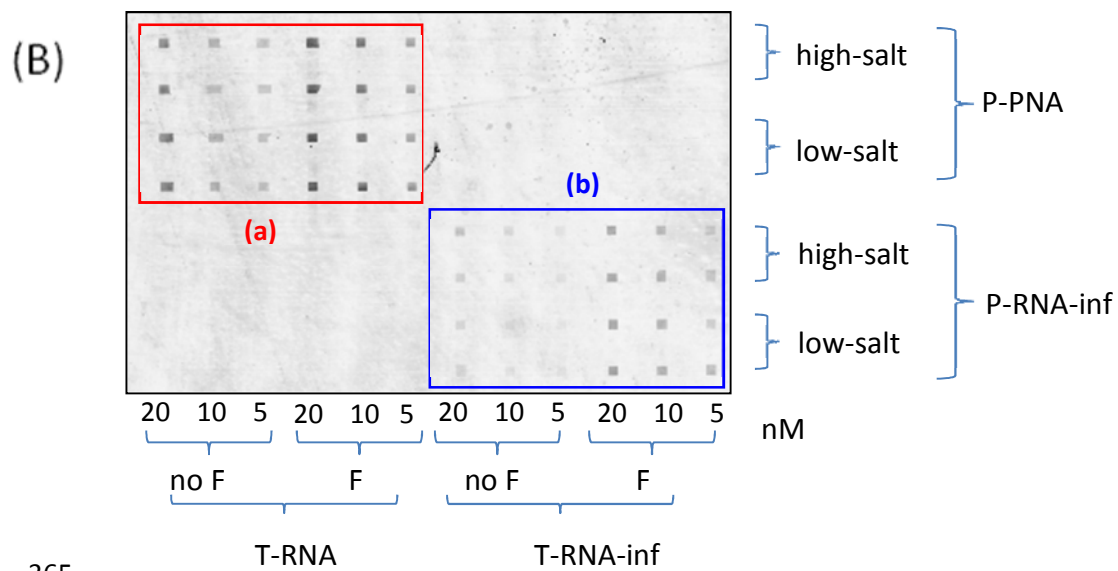 (B)
high-salt
P-PNA
low-salt
(b)
(a)
high-salt
P-RNA-inf
low-salt
20 10 5 20 10 5 20 10 5 20 10 5 nM
no F F no F F
T-RNA T-RNA-inf